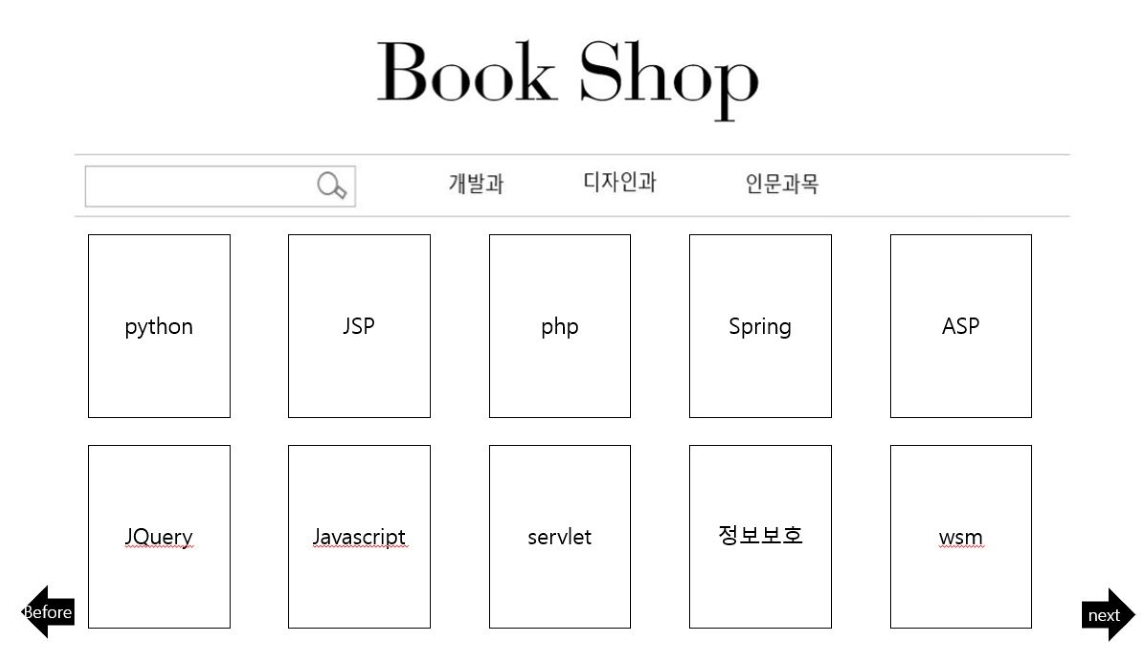 Book Shop
개발과 디자인과 인문과목
python JSP php Spring ASP
JQuery Javascript servlet 정보보호 wsm
Before next